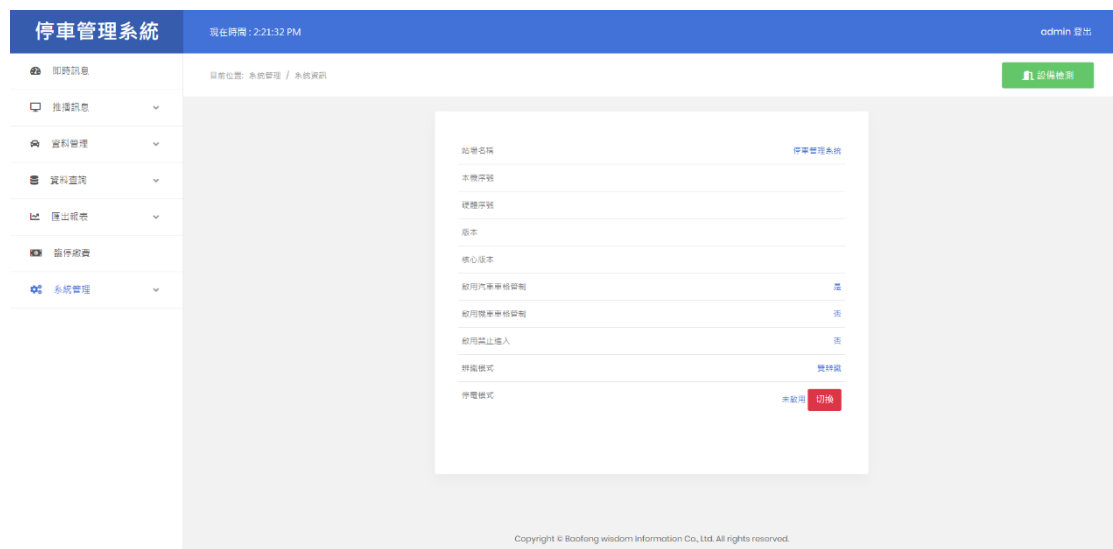 停車管理系統
現在時間 : 2:21:32 PM
admin 登出
即時訊息
目前位置: 系統管理 / 系統資訊
設備檢測
推播訊息
資料管理
資料查詢
匯出報表
臨停繳費
系統管理
站場名稱 停車管理系統
本機序號
硬體序號
版本
核心版本
啟用汽車車格管制 是
啟用機車車格管制 否
啟用禁止進入 否
辨識模式 雙辨識
停電模式 未啟用 切換
Copyright © Baofong wisdom Information Co., Ltd. All rights reserved.